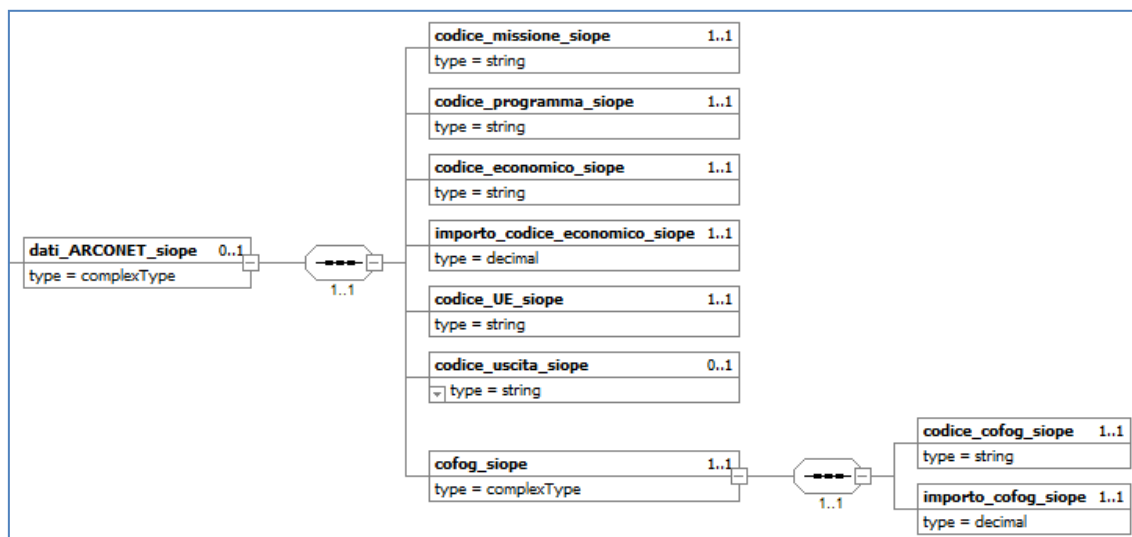 codice_missione_siope 1..1
type = string
codice_programma_siope 1..1
type = string
codice_economico_siope 1..1
type = string
importo_codice_economico_siope 1..1
type = decimal
dati_ARCONET_siope 0..1
type = complexType
1..1
codice_UE_siope 1..1
type = string
codice_uscita_siope 0..1
type = string
cofog_siope 1..1
type = complexType
1..1
codice_cofog_siope 1..1
type = string
importo_cofog_siope 1..1
type = decimal